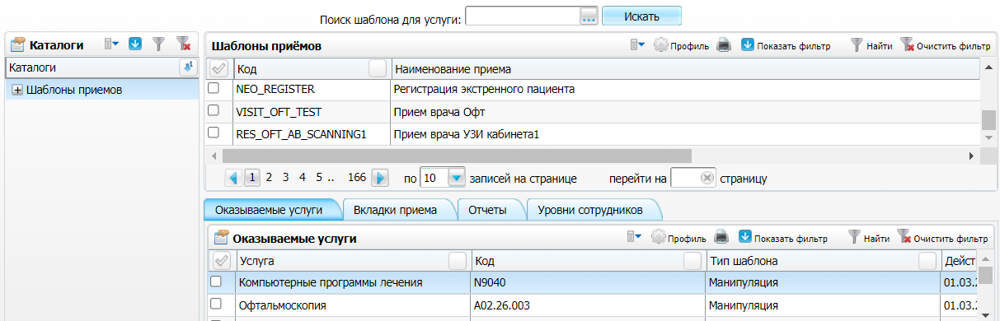 Поиск шаблона для услуги: ... Искать
Каталоги
Каталоги
Шаблоны приемов
Шаблоны приёмов Профиль Показать фильтр Найти Очистить фильтр
Код Наименование приема
NEO_REGISTER Регистрация экстренного пациента
VISIT_OFT_TEST Прием врача Офт
RES_OFT_AB_SCANNING1 Прием врача УЗИ кабинета1
1 2 3 4 5 .. 166 по 10 записей на странице перейти на страницу
Оказываемые услуги Вкладки приема Отчеты Уровни сотрудников
Оказываемые услуги Профиль Показать фильтр Найти Очистить фильтр
Услуга Код Тип шаблона Дейст
Компьютерные программы лечения N9040 Манипуляция 01.03.
Офтальмоскопия A02.26.003 Манипуляция 01.03.